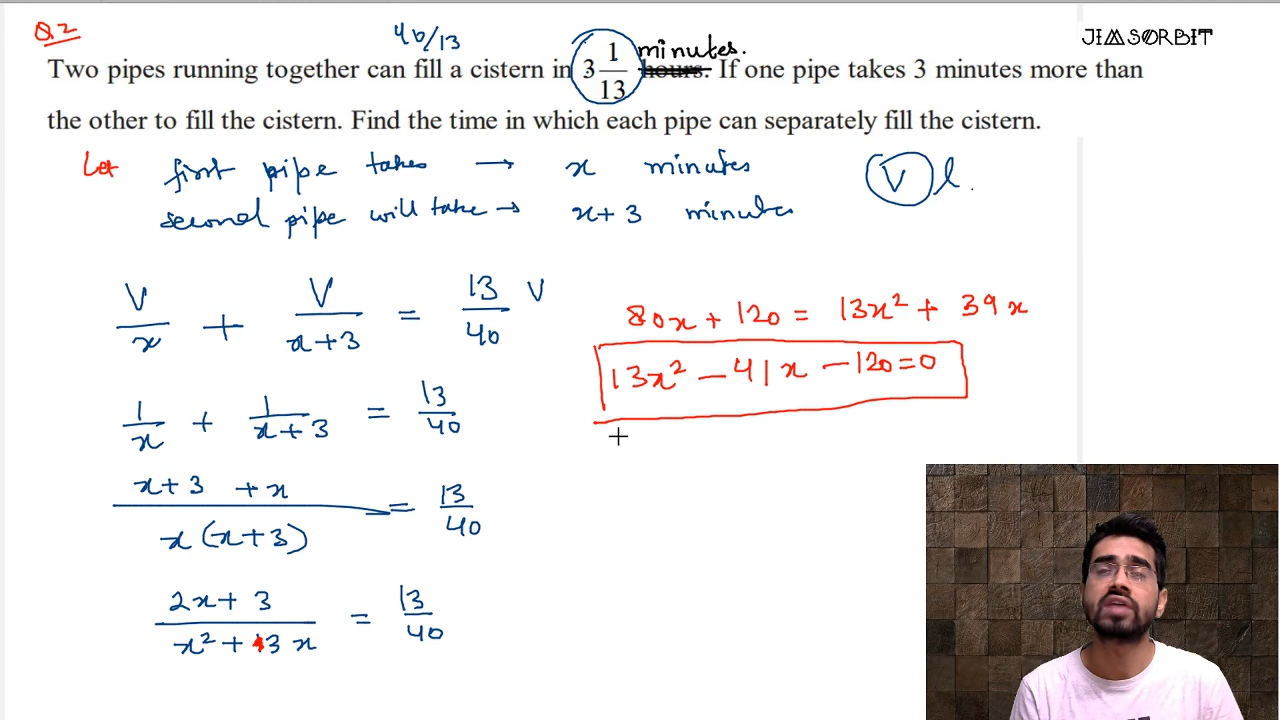 Q2
40/13
JIMSORBIT
Two pipes running together can fill a cistern in 3 1/13 hours. minutes. If one pipe takes 3 minutes more than
the other to fill the cistern. Find the time in which each pipe can separately fill the cistern.
Let first pipe takes → x minutes
V l.
second pipe will take → x+3 minutes
V/x + V/x+3 = 13/40 V
1/x + 1/x+3 = 13/40
x+3 +x / x(x+3) = 13/40
2x+3 / x²+3x = 13/40
80x + 120 = 13x² + 39x
13x² - 41x - 120=0